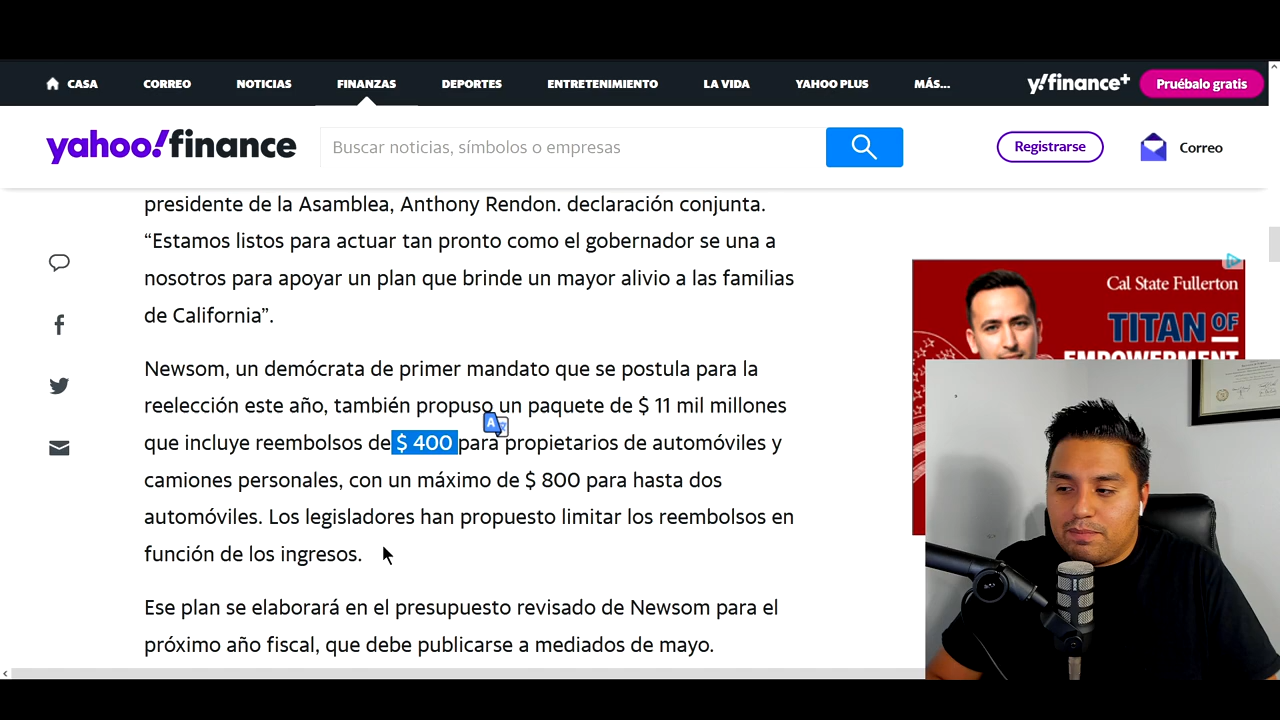 CASA CORREO NOTICIAS FINANZAS DEPORTES ENTRETENIMIENTO LA VIDA YAHOO PLUS MÁS... y!finance+ Pruébalo gratis
yahoo!finance Buscar noticias, símbolos o empresas Registrarse Correo
presidente de la Asamblea, Anthony Rendon. declaración conjunta.
“Estamos listos para actuar tan pronto como el gobernador se una a
nosotros para apoyar un plan que brinde un mayor alivio a las familias
de California”.
Newsom, un demócrata de primer mandato que se postula para la
reelección este año, también propuso un paquete de $ 11 mil millones
que incluye reembolsos de $ 400 para propietarios de automóviles y
camiones personales, con un máximo de $ 800 para hasta dos
automóviles. Los legisladores han propuesto limitar los reembolsos en
función de los ingresos.
Ese plan se elaborará en el presupuesto revisado de Newsom para el
próximo año fiscal, que debe publicarse a mediados de mayo.
Cal State Fullerton
TITAN OF
EMPOWERMENT